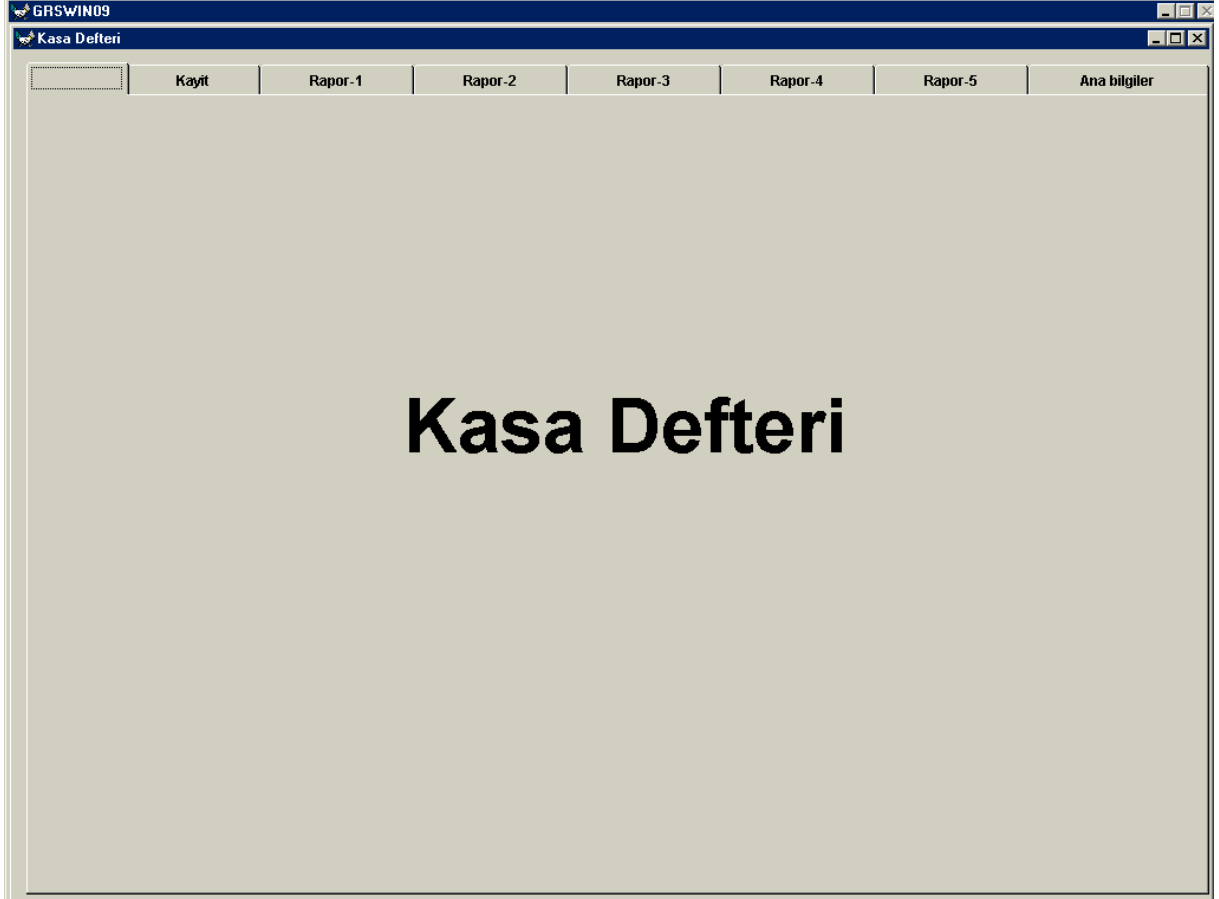 GRSWIN09
Kasa Defteri
Kayit Rapor-1 Rapor-2 Rapor-3 Rapor-4 Rapor-5 Ana bilgiler
Kasa Defteri